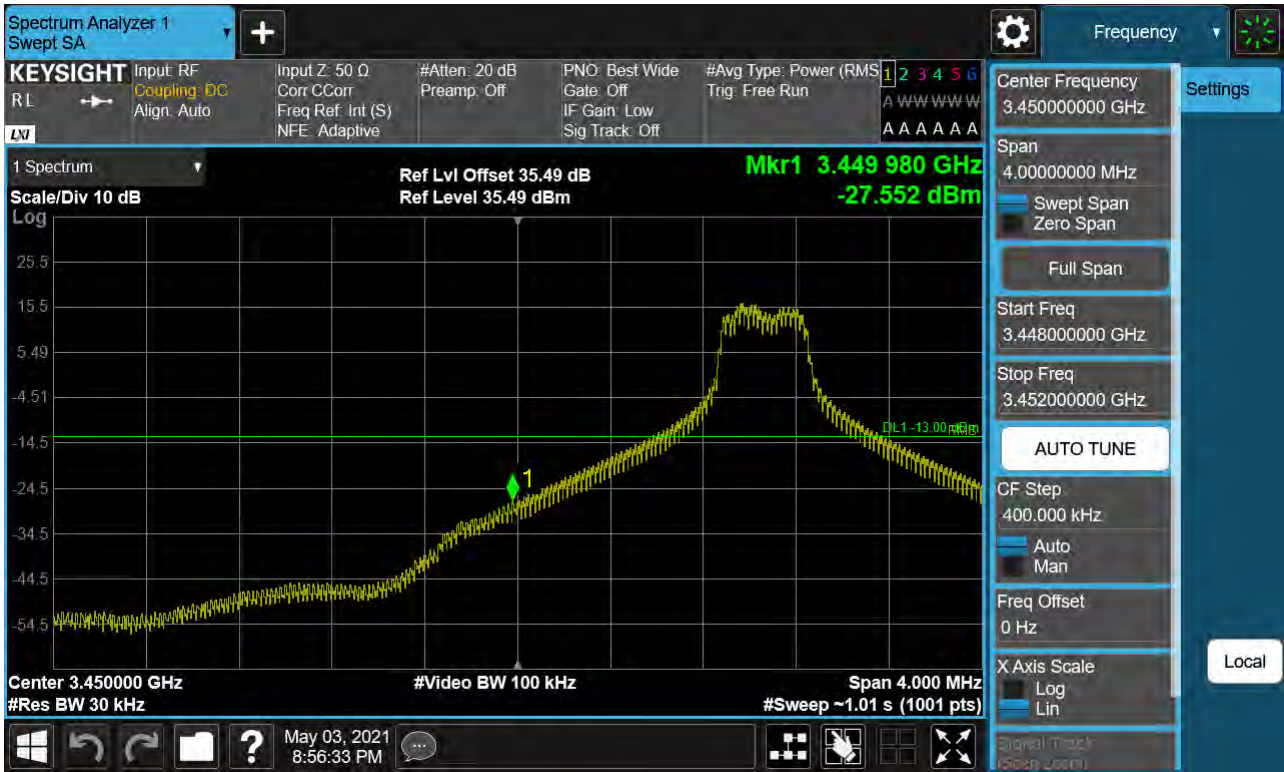 Spectrum Analyzer 1
Swept SA
+
Frequency
KEYSIGHT
RL
LXI
Input: RF
Coupling: DC
Align: Auto
Input Z: 50 Ω
Corr CCorr
Freq Ref: Int (S)
NFE: Adaptive
#Atten: 20 dB
Preamp: Off
PNO: Best Wide
Gate: Off
IF Gain: Low
Sig Track: Off
#Avg Type: Power (RMS
Trig: Free Run
1 2 3 4 5 6
A W W W W W
A A A A A A
1 Spectrum
Scale/Div 10 dB
Log
Ref Lvl Offset 35.49 dB
Ref Level 35.49 dBm
Mkr1 3.449 980 GHz
-27.552 dBm
25.5
15.5
5.49
-4.51
-14.5
-24.5
-34.5
-44.5
-54.5
1
DL1 -13.00 dBm
Center 3.450000 GHz
#Res BW 30 kHz
#Video BW 100 kHz
Span 4.000 MHz
#Sweep ~1.01 s (1001 pts)
Center Frequency
3.450000000 GHz
Span
4.00000000 MHz
Swept Span
Zero Span
Full Span
Start Freq
3.448000000 GHz
Stop Freq
3.452000000 GHz
AUTO TUNE
CF Step
400.000 kHz
Auto
Man
Freq Offset
0 Hz
X Axis Scale
Log
Lin
Signal Track
(Span Zoom)
Settings
Local
?
May 03, 2021
8:56:33 PM